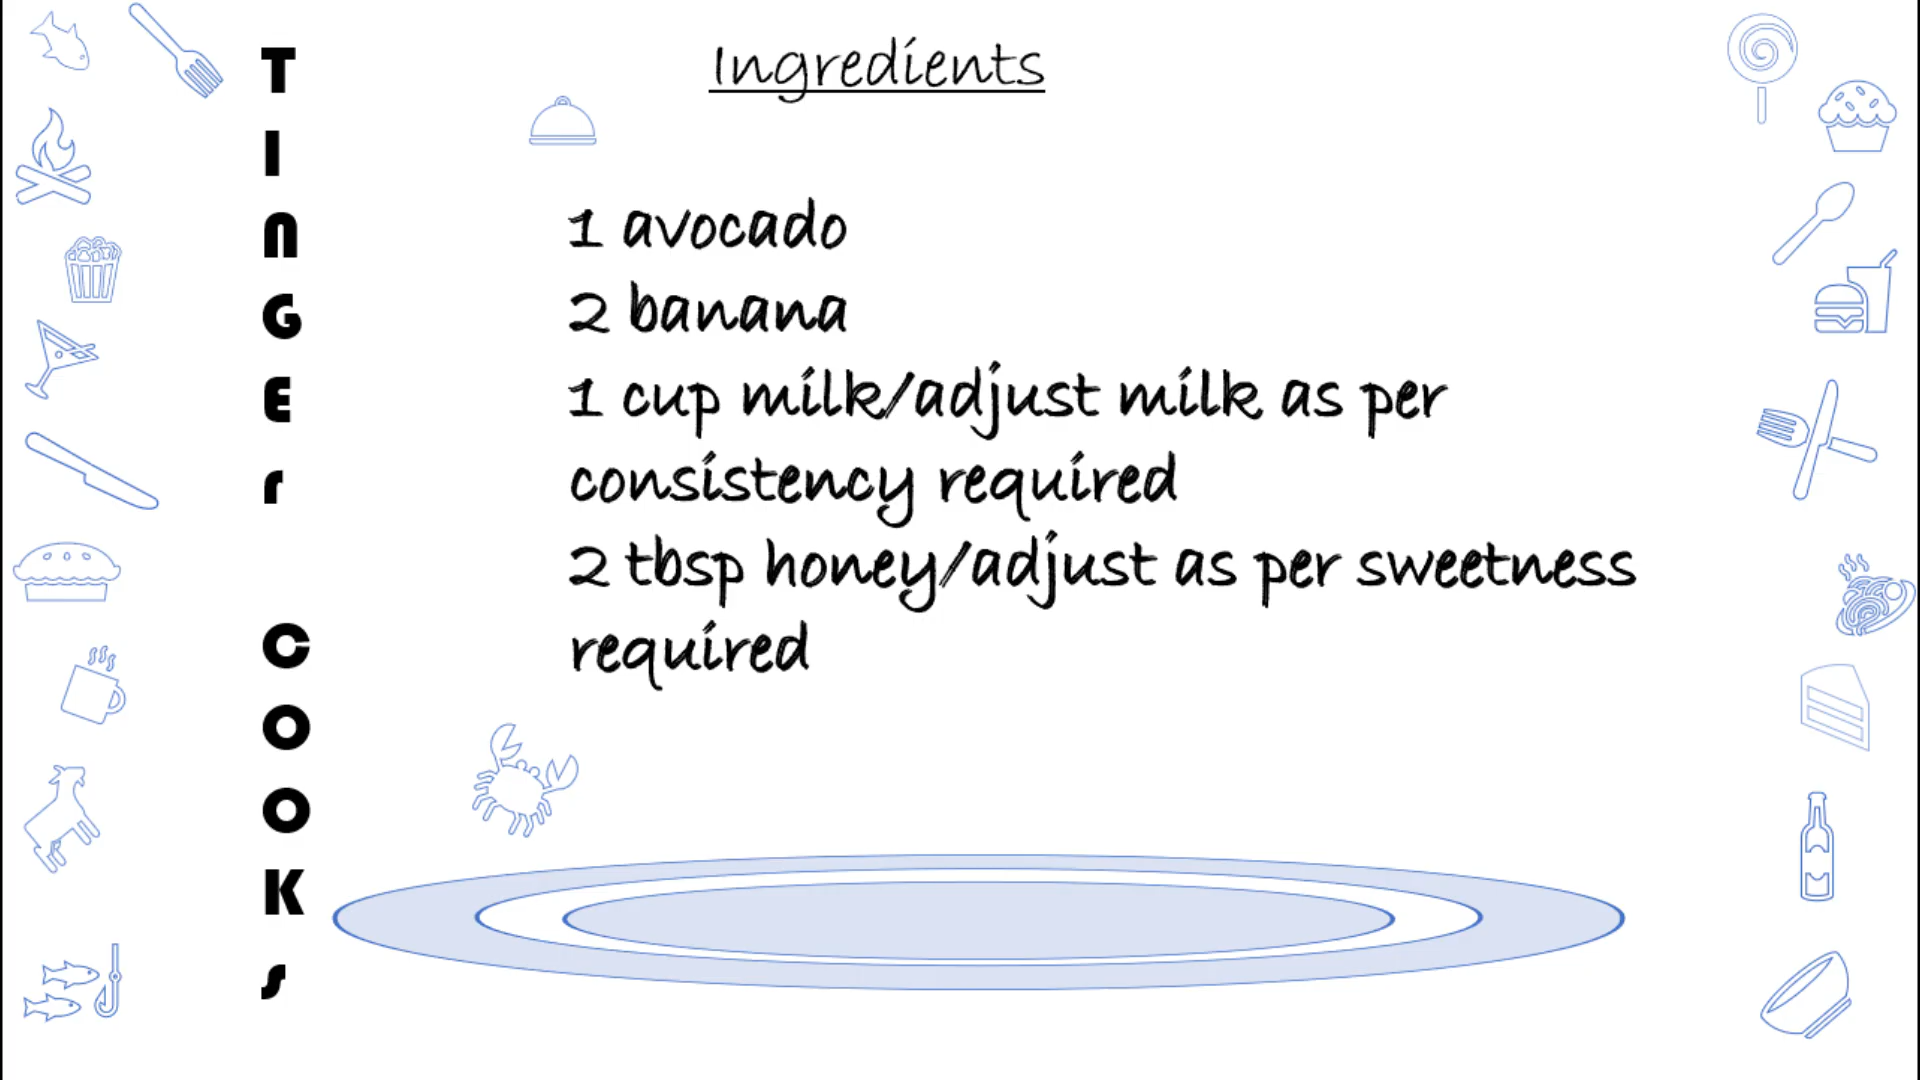 TINGEr COOKS
Ingredients
1 avocado
2 banana
1 cup milk/adjust milk as per
consistency required
2 tbsp honey/adjust as per sweetness
required